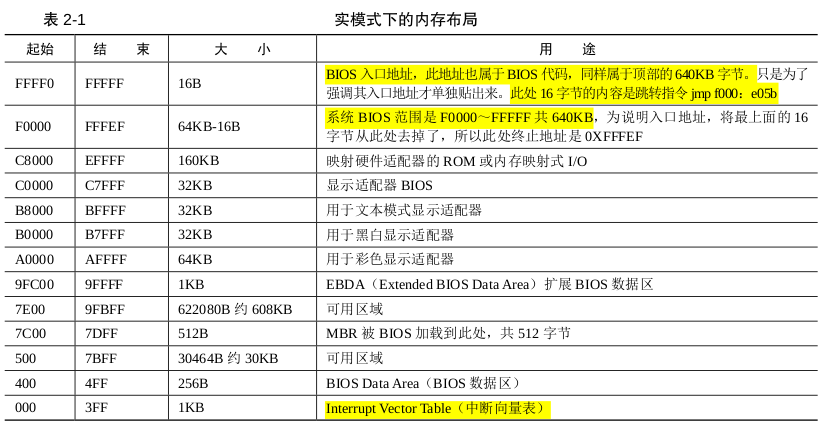 表 2-1 实模式下的内存布局
起始 结 束 大 小 用 途
FFFF0 FFFFF 16B BIOS 入口地址，此地址也属于 BIOS 代码，同样属于顶部的 640KB 字节。只是为了
强调其入口地址才单独贴出来。此处 16 字节的内容是跳转指令 jmp f000：e05b
F0000 FFFEF 64KB-16B 系统 BIOS 范围是 F0000～FFFFF 共 640KB，为说明入口地址，将最上面的 16
字节从此处去掉了，所以此处终止地址是 0XFFFEF
C8000 EFFFF 160KB 映射硬件适配器的 ROM 或内存映射式 I/O
C0000 C7FFF 32KB 显示适配器 BIOS
B8000 BFFFF 32KB 用于文本模式显示适配器
B0000 B7FFF 32KB 用于黑白显示适配器
A0000 AFFFF 64KB 用于彩色显示适配器
9FC00 9FFFF 1KB EBDA（Extended BIOS Data Area）扩展 BIOS 数据区
7E00 9FBFF 622080B 约 608KB 可用区域
7C00 7DFF 512B MBR 被 BIOS 加载到此处，共 512 字节
500 7BFF 30464B 约 30KB 可用区域
400 4FF 256B BIOS Data Area（BIOS 数据区）
000 3FF 1KB Interrupt Vector Table（中断向量表）